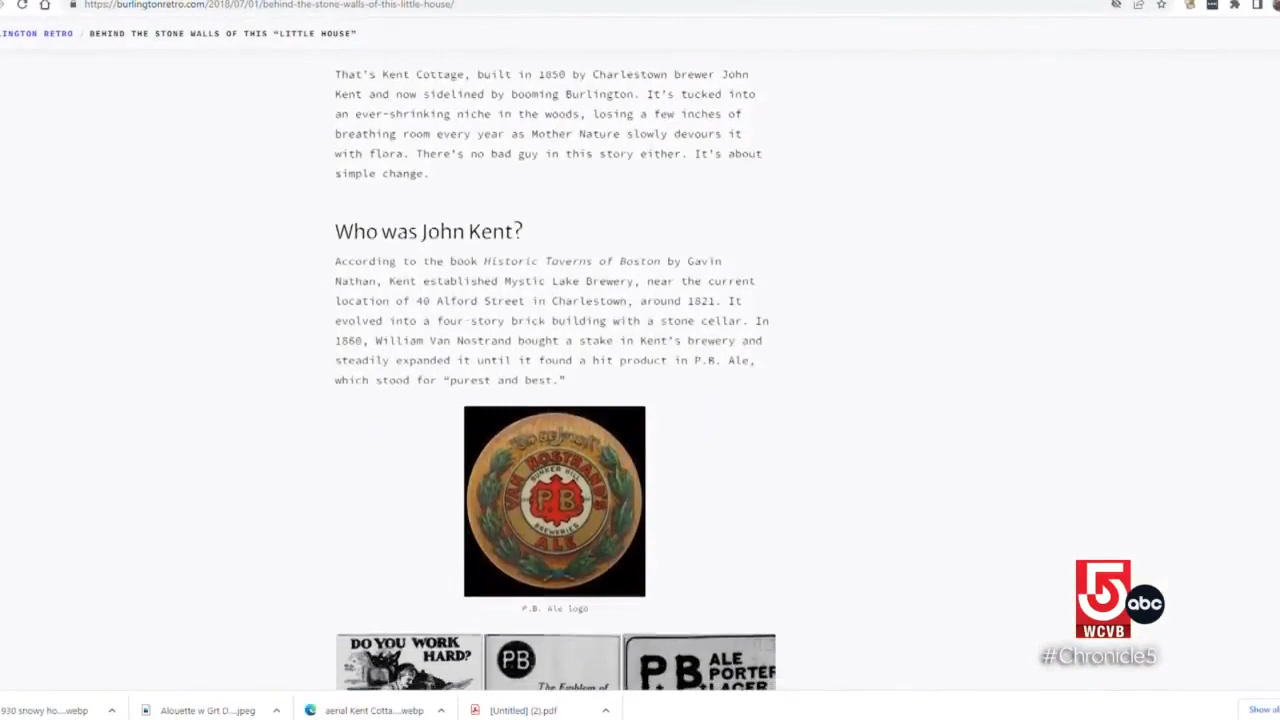 https://burlingtonretro.com/2018/07/01/behind-the-stone-walls-of-this-little-house/
LINGTON RETRO / BEHIND THE STONE WALLS OF THIS “LITTLE HOUSE”
That’s Kent Cottage, built in 1850 by Charlestown brewer John
Kent and now sidelined by booming Burlington. It’s tucked into
an ever-shrinking niche in the woods, losing a few inches of
breathing room every year as Mother Nature slowly devours it
with flora. There’s no bad guy in this story either. It’s about
simple change.
Who was John Kent?
According to the book Historic Taverns of Boston by Gavin
Nathan, Kent established Mystic Lake Brewery, near the current
location of 40 Alford Street in Charlestown, around 1821. It
evolved into a four-story brick building with a stone cellar. In
1860, William Van Nostrand bought a stake in Kent’s brewery and
steadily expanded it until it found a hit product in P.B. Ale,
which stood for “purest and best.”
VAN NOSTRAND'S
BUNKER HILL
P.B
BREWERIES
ALE
P.B. Ale logo
DO YOU WORK
HARD?
PB
The Emblem of
P.B. ALE
PORTER
LAGER
5
abc
WCVB
#Chronicle5
930 snowy ho....webp
Alouette w Grt D....jpeg
aerial Kent Cotta....webp
[Untitled] (2).pdf
Show al